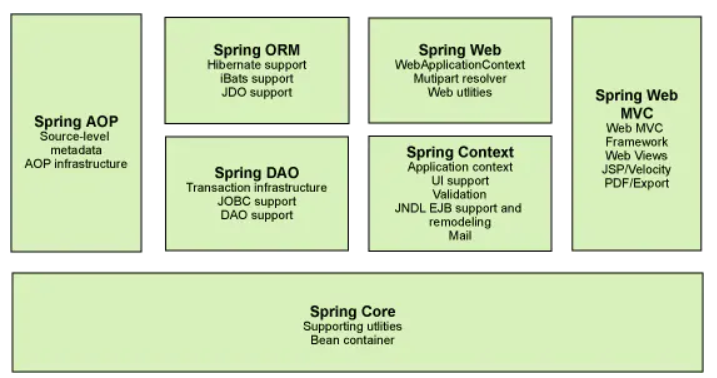 Spring AOP
Source-level
metadata
AOP infrastructure
Spring ORM
Hibernate support
iBats support
JDO support
Spring Web
WebApplicationContext
Mutipart resolver
Web utlities
Spring Web
MVC
Web MVC
Framework
Web Views
JSP/Velocity
PDF/Export
Spring DAO
Transaction infrastructure
JOBC support
DAO support
Spring Context
Application context
UI support
Validation
JNDL EJB support and
remodeling
Mail
Spring Core
Supporting utlities
Bean container